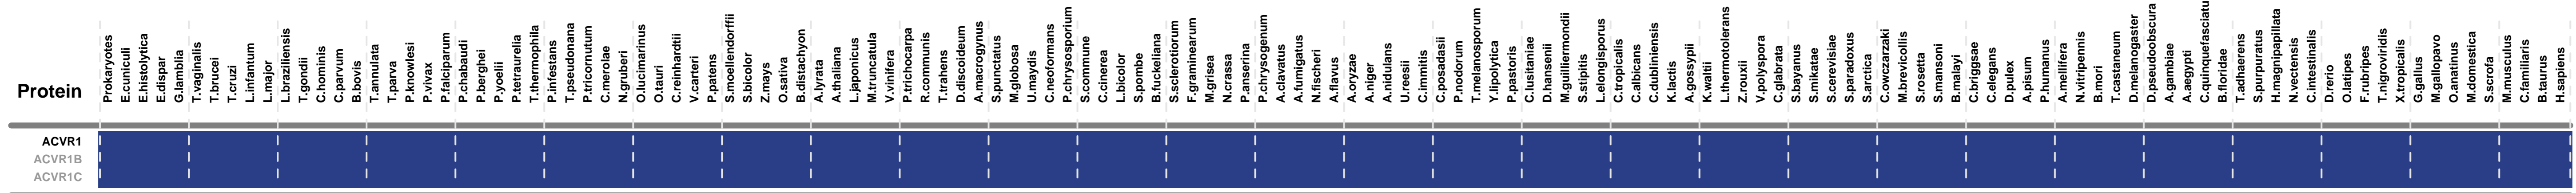 Protein
Prokaryotes
E.cuniculi
E.histolytica
E.dispar
G.lamblia
T.vaginalis
T.brucei
T.cruzi
L.infantum
L.major
L.braziliensis
T.gondii
C.hominis
C.parvum
B.bovis
T.annulata
T.parva
P.knowlesi
P.vivax
P.falciparum
P.chabaudi
P.berghei
P.yoelii
P.tetraurelia
T.thermophila
P.infestans
T.pseudonana
P.tricornutum
C.merolae
N.gruberi
O.lucimarinus
O.tauri
C.reinhardtii
V.carteri
P.patens
S.moellendorffii
S.bicolor
Z.mays
O.sativa
B.distachyon
A.lyrata
A.thaliana
L.japonicus
M.truncatula
V.vinifera
P.trichocarpa
R.communis
D.discoideum
T.trahens
A.macrogynus
S.punctatus
M.globosa
U.maydis
C.neoformans
P.chrysosporium
S.commune
C.cinerea
L.bicolor
S.pombe
B.fuckeliana
S.sclerotiorum
F.graminearum
M.grisea
N.crassa
P.anserina
P.chrysogenum
A.clavatus
A.fumigatus
N.fischeri
A.flavus
A.oryzae
A.niger
A.nidulans
U.reesii
C.immitis
C.posadasii
P.nodorum
T.melanosporum
Y.lipolytica
P.pastoris
C.lusitaniae
D.hansenii
M.guilliermondii
S.stipitis
L.elongisporus
C.tropicalis
C.albicans
C.dubliniensis
K.lactis
A.gossypii
K.waltii
L.thermotolerans
Z.rouxii
V.polyspora
C.glabrata
S.bayanus
S.mikatae
S.cerevisiae
S.paradoxus
S.arctica
C.owczarzaki
M.brevicollis
S.rosetta
S.mansoni
B.malayi
C.briggsae
C.elegans
D.pulex
A.pisum
P.humanus
A.mellifera
N.vitripennis
B.mori
T.castaneum
D.melanogaster
D.pseudoobscura
A.gambiae
A.aegypti
C.quinquefasciatu
B.floridae
T.adhaerens
S.purpuratus
H.magnipapillata
N.vectensis
C.intestinalis
D.rerio
O.latipes
F.rubripes
T.nigroviridis
X.tropicalis
G.gallus
M.gallopavo
O.anatinus
M.domestica
S.scrofa
M.musculus
C.familiaris
B.taurus
H.sapiens
ACVR1
ACVR1B
ACVR1C